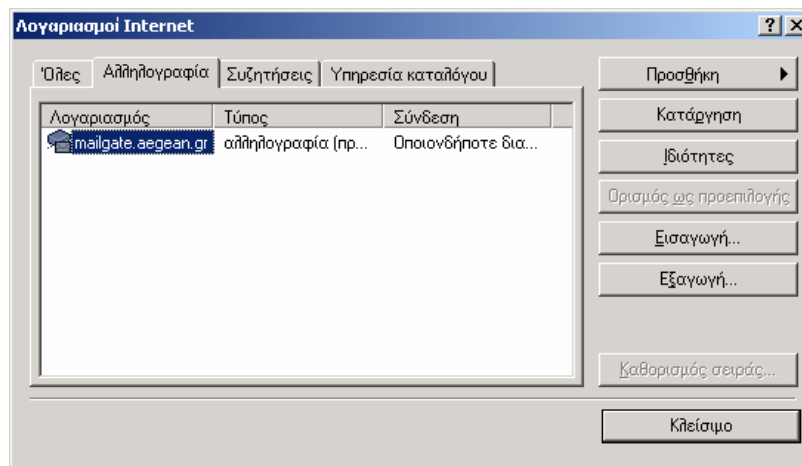 Λογαριασμοί Internet
Όλες Αλληλογραφία Συζητήσεις Υπηρεσία καταλόγου
Λογαριασμός Τύπος Σύνδεση
mailgate.aegean.gr αλληλογραφία (πρ... Οποιονδήποτε δια...
Προσθήκη
Κατάργηση
Ιδιότητες
Ορισμός ως προεπιλογής
Εισαγωγή...
Εξαγωγή...
Καθορισμός σειράς...
Κλείσιμο